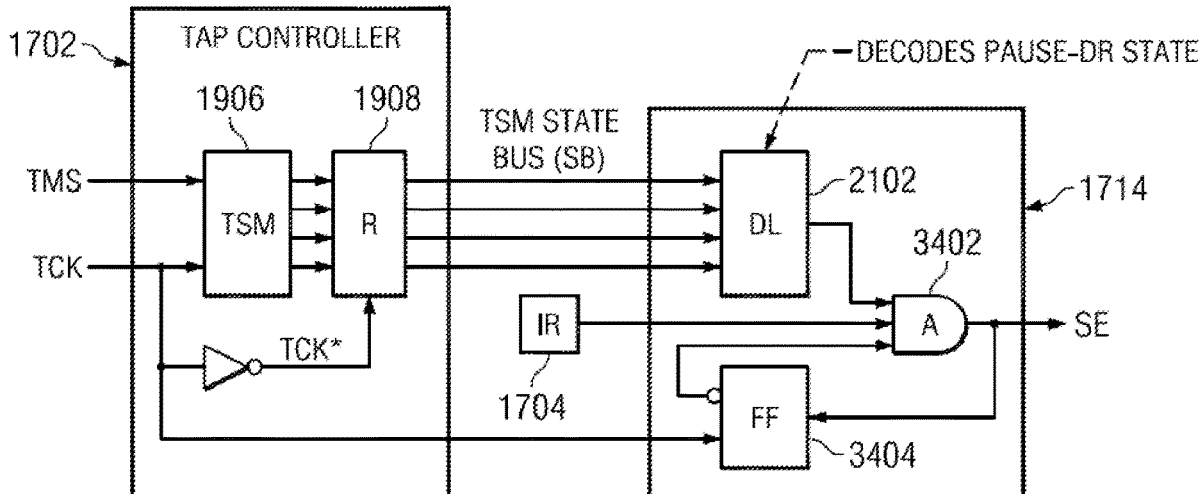 TAP CONTROLLER
1702
DECODES PAUSE-DR STATE
1906
1908
TSM STATE
BUS (SB)
TMS
TSM
R
DL
2102
1714
3402
TCK
IR
A
SE
TCK*
1704
FF
3404